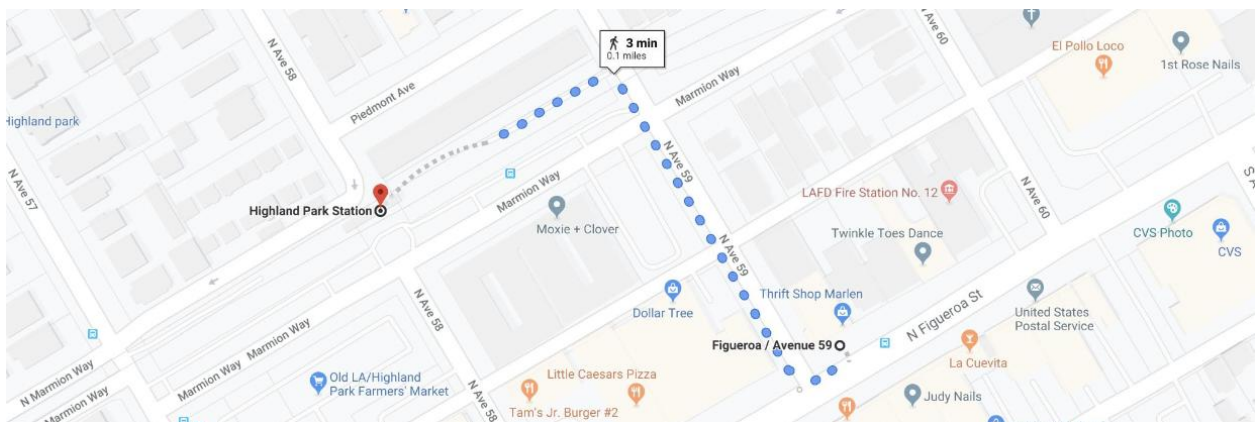 3 min
0.1 miles
N Ave 60
El Pollo Loco
1st Rose Nails
N Ave 58
Piedmont Ave
Marmion Way
Highland park
N Ave 59
N Ave 57
Highland Park Station
Marmion Way
LAFD Fire Station No. 12
N Ave 60
Moxie + Clover
Twinkle Toes Dance
CVS Photo
CVS
N Ave 59
Dollar Tree
Thrift Shop Marlen
N Figueroa St
United States
Postal Service
N Ave 58
Marmion Way
Marmion Way
Figueroa / Avenue 59
La Cuevita
N Marmion Way
Marmion Way
Old LA/Highland
Park Farmers' Market
Little Caesars Pizza
Tam's Jr. Burger #2
N Ave 58
Judy Nails